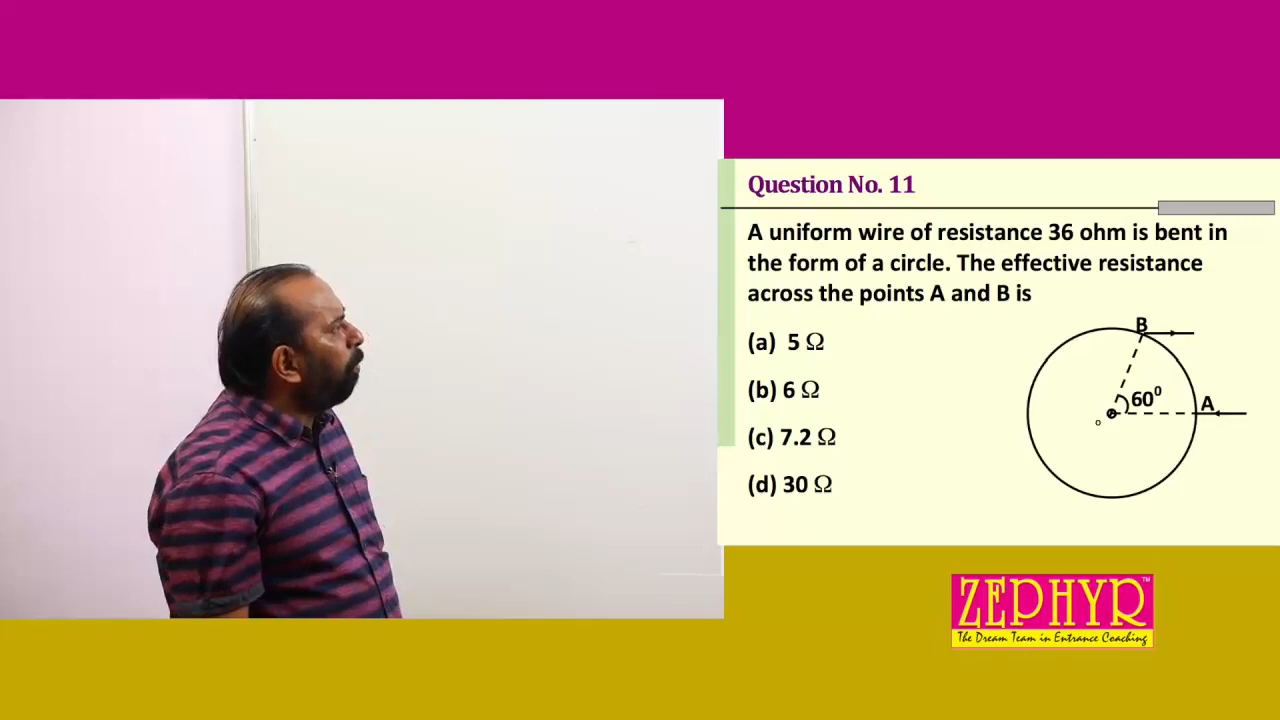 Question No. 11
A uniform wire of resistance 36 ohm is bent in
the form of a circle. The effective resistance
across the points A and B is
(a) 5 Ω
(b) 6 Ω
(c) 7.2 Ω
(d) 30 Ω
B
60⁰
A
o
ZEPHYR™
The Dream Team in Entrance Coaching